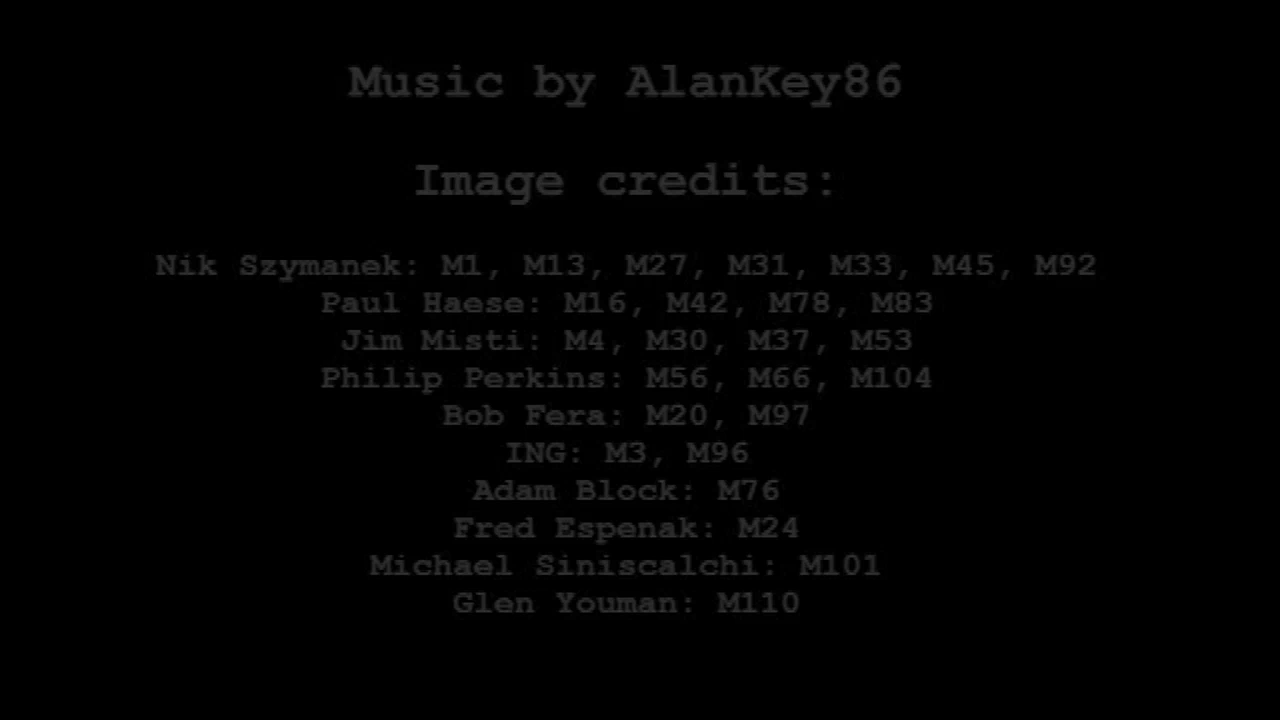 Music by AlanKey86
Image credits:
Nik Szymanek: M1, M13, M27, M31, M33, M45, M92
Paul Haese: M16, M42, M78, M83
Jim Misti: M4, M30, M37, M53
Philip Perkins: M56, M66, M104
Bob Fera: M20, M97
ING: M3, M96
Adam Block: M76
Fred Espenak: M24
Michael Siniscalchi: M101
Glen Youman: M110